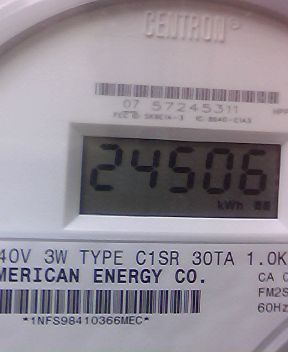 CENTRON®
07 57245311
24506
kWh
40V 3W TYPE C1SR 30TA 1.0K
MERICAN ENERGY CO.
CA 0
FM2S
60Hz
*1NFS98410366MEC*